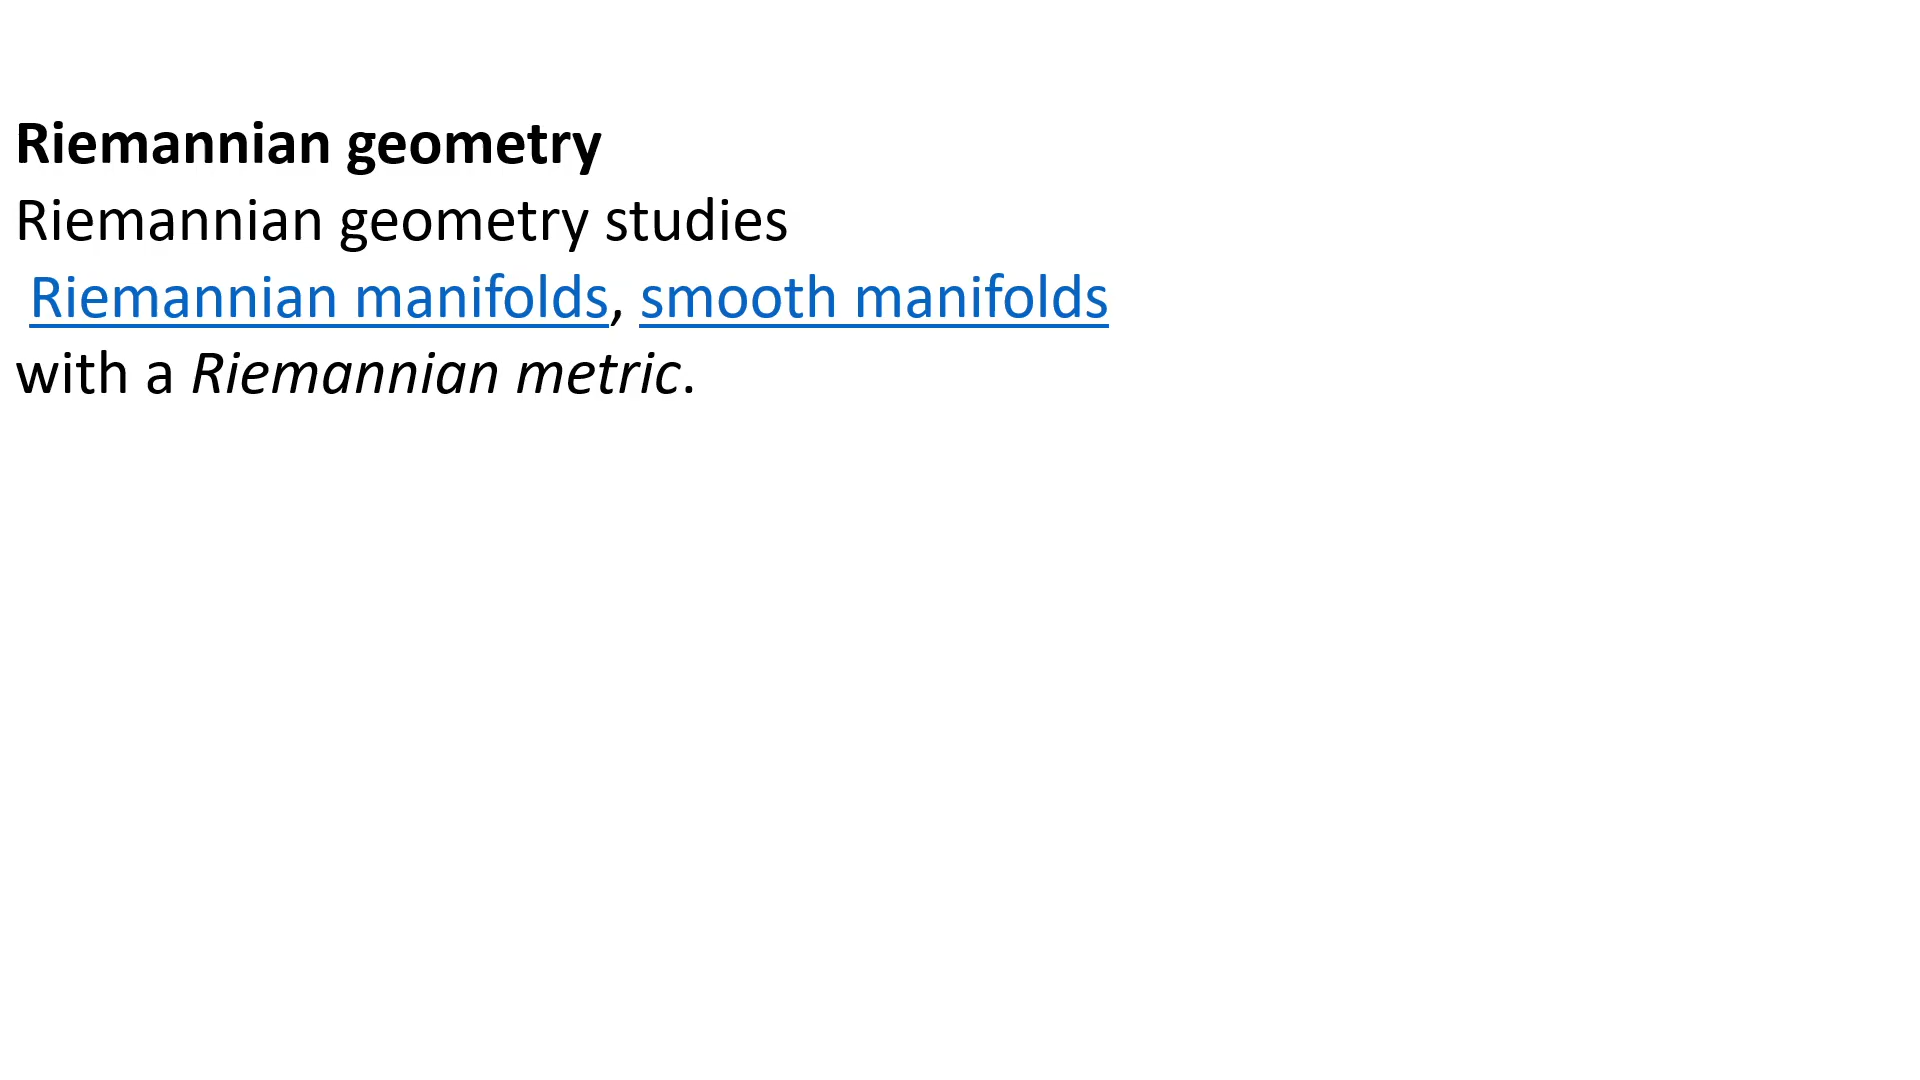 Riemannian geometry
Riemannian geometry studies
Riemannian manifolds, smooth manifolds
with a Riemannian metric.